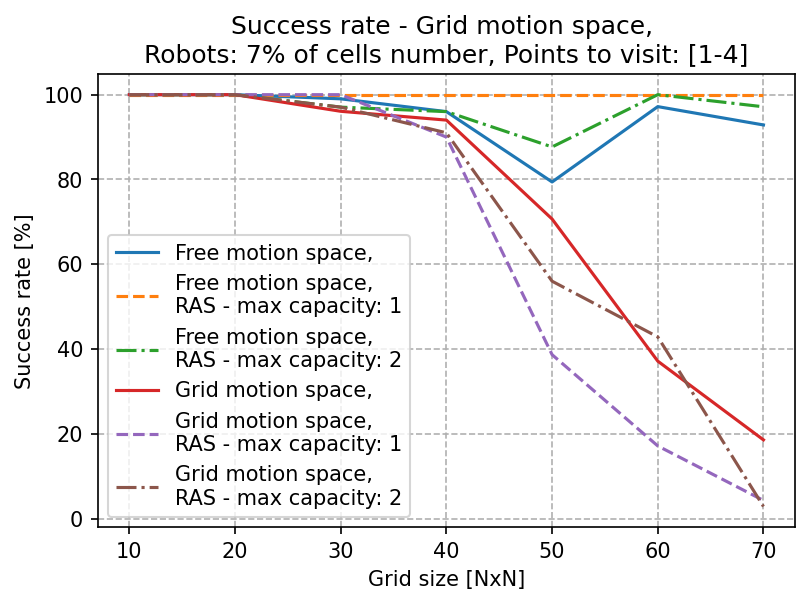 Success rate - Grid motion space,
Robots: 7% of cells number, Points to visit: [1-4]
Success rate [%]
100
80
60
40
20
0
Free motion space,
Free motion space,
RAS - max capacity: 1
Free motion space,
RAS - max capacity: 2
Grid motion space,
Grid motion space,
RAS - max capacity: 1
Grid motion space,
RAS - max capacity: 2
10 20 30 40 50 60 70
Grid size [NxN]